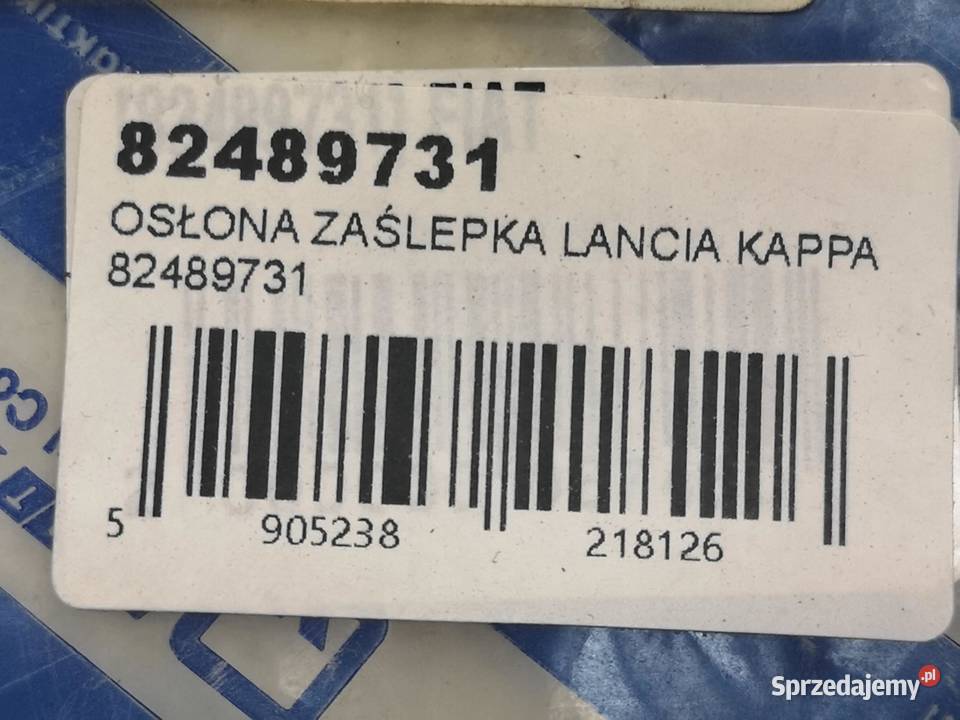 82489731
OSŁONA ZAŚLEPKA LANCIA KAPPA
82489731
5 905238 218126
Sprzedajemy.pl